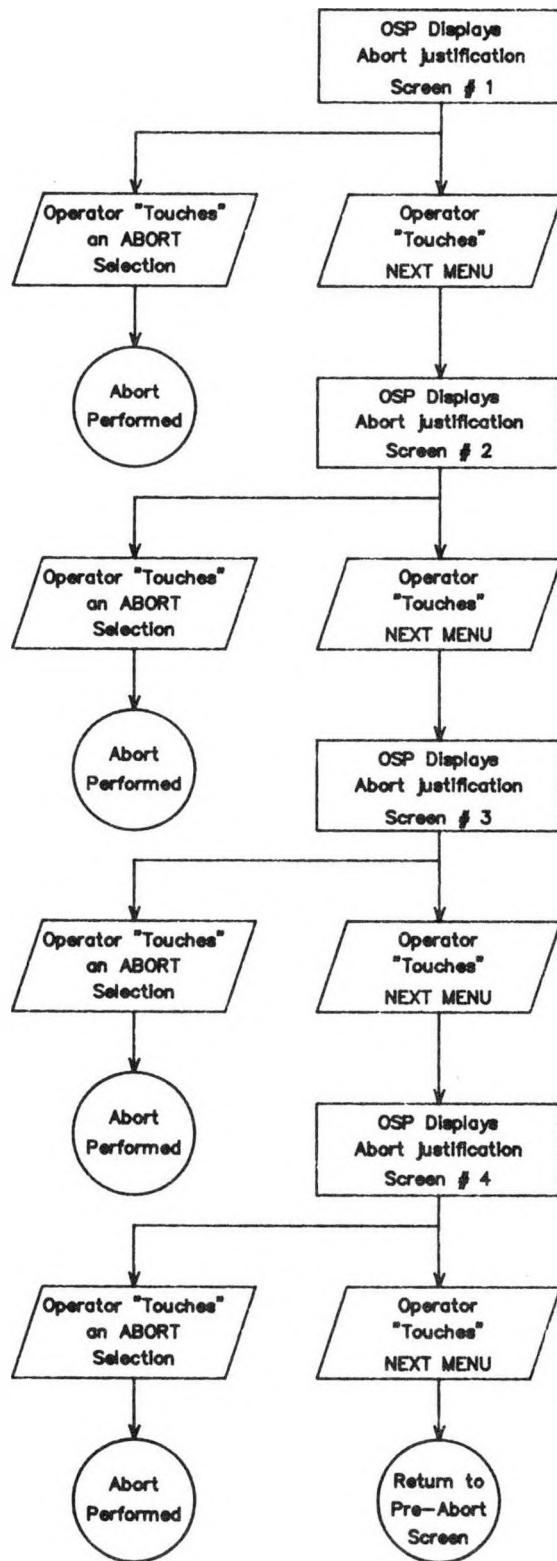 OSP Displays
Abort justification
Screen # 1
Operator "Touches"
an ABORT
Selection
Operator
"Touches"
NEXT MENU
Abort
Performed
OSP Displays
Abort justification
Screen # 2
Operator "Touches"
an ABORT
Selection
Operator
"Touches"
NEXT MENU
Abort
Performed
OSP Displays
Abort justification
Screen # 3
Operator "Touches"
an ABORT
Selection
Operator
"Touches"
NEXT MENU
Abort
Performed
OSP Displays
Abort justification
Screen # 4
Operator "Touches"
an ABORT
Selection
Operator
"Touches"
NEXT MENU
Abort
Performed
Return to
Pre-Abort
Screen